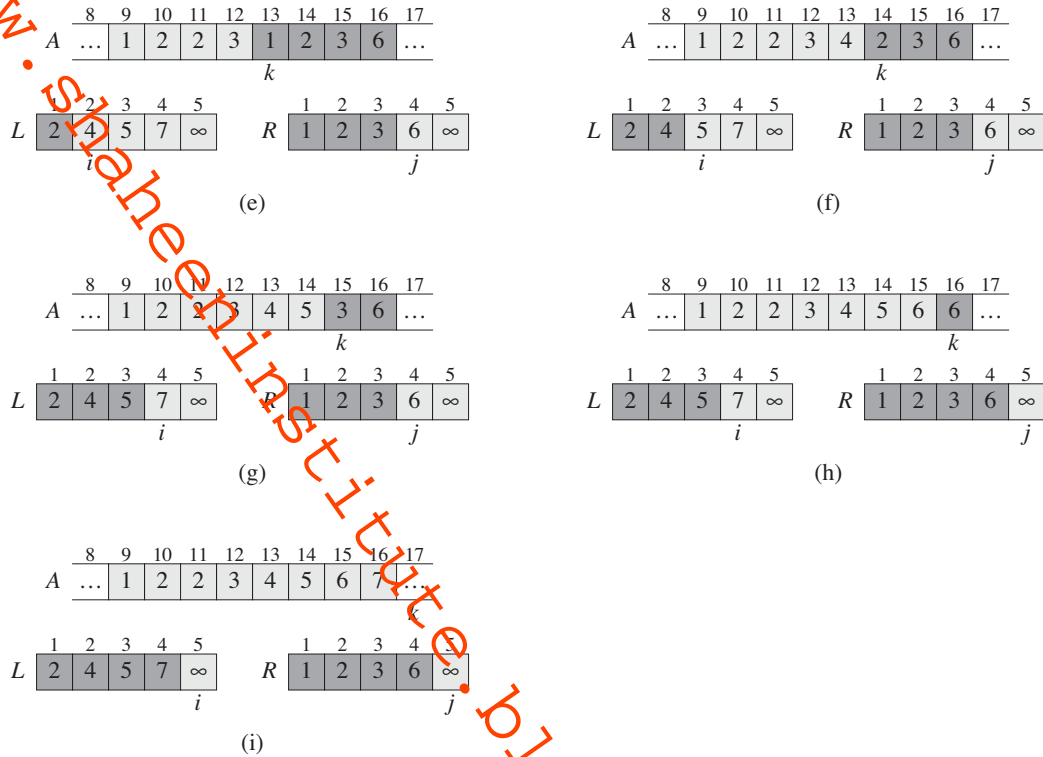 8 9 10 11 12 13 14 15 16 17
A … 1 2 2 3 1 2 3 6 …
k
1 2 3 4 5
L 2 4 5 7 ∞
i
1 2 3 4 5
R 1 2 3 6 ∞
j
(e)
8 9 10 11 12 13 14 15 16 17
A … 1 2 2 3 4 2 3 6 …
k
1 2 3 4 5
L 2 4 5 7 ∞
i
1 2 3 4 5
R 1 2 3 6 ∞
j
(f)
8 9 10 11 12 13 14 15 16 17
A … 1 2 2 3 4 5 3 6 …
k
1 2 3 4 5
L 2 4 5 7 ∞
i
1 2 3 4 5
R 1 2 3 6 ∞
j
(g)
8 9 10 11 12 13 14 15 16 17
A … 1 2 2 3 4 5 6 6 …
k
1 2 3 4 5
L 2 4 5 7 ∞
i
1 2 3 4 5
R 1 2 3 6 ∞
j
(h)
8 9 10 11 12 13 14 15 16 17
A … 1 2 2 3 4 5 6 7 …
k
1 2 3 4 5
L 2 4 5 7 ∞
i
1 2 3 4 5
R 1 2 3 6 ∞
j
(i)
w.shaheeninstitute.bl